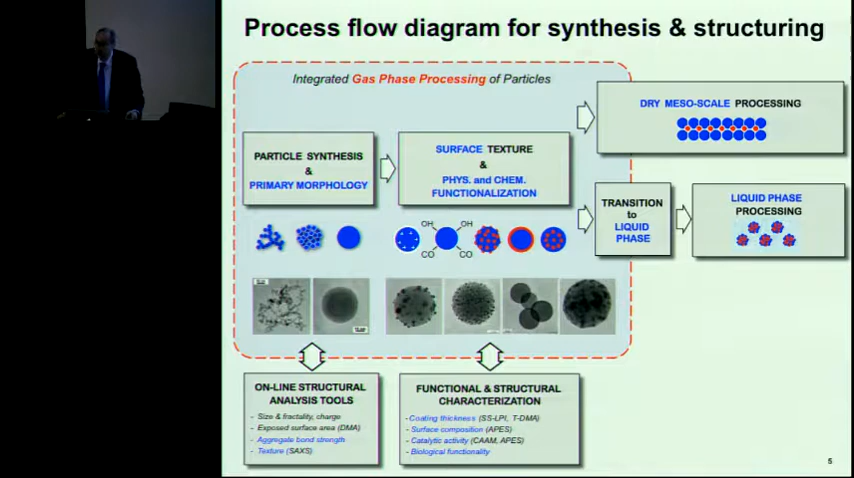 Process flow diagram for synthesis & structuring
Integrated Gas Phase Processing of Particles
DRY MESO-SCALE PROCESSING
PARTICLE SYNTHESIS
&
PRIMARY MORPHOLOGY
SURFACE TEXTURE
&
PHYS. and CHEM.
FUNCTIONALIZATION
TRANSITION
to
LIQUID
PHASE
LIQUID PHASE
PROCESSING
OH
OH
CO
CO
ON-LINE STRUCTURAL
ANALYSIS TOOLS
- Size & fractality, charge
- Exposed surface area (DMA)
- Aggregate bond strength
- Texture (SAXS)
FUNCTIONAL & STRUCTURAL
CHARACTERIZATION
- Coating thickness (SS-LPI, T-DMA)
- Surface composition (APES)
- Catalytic activity (CAAM, APES)
- Biological functionality
5